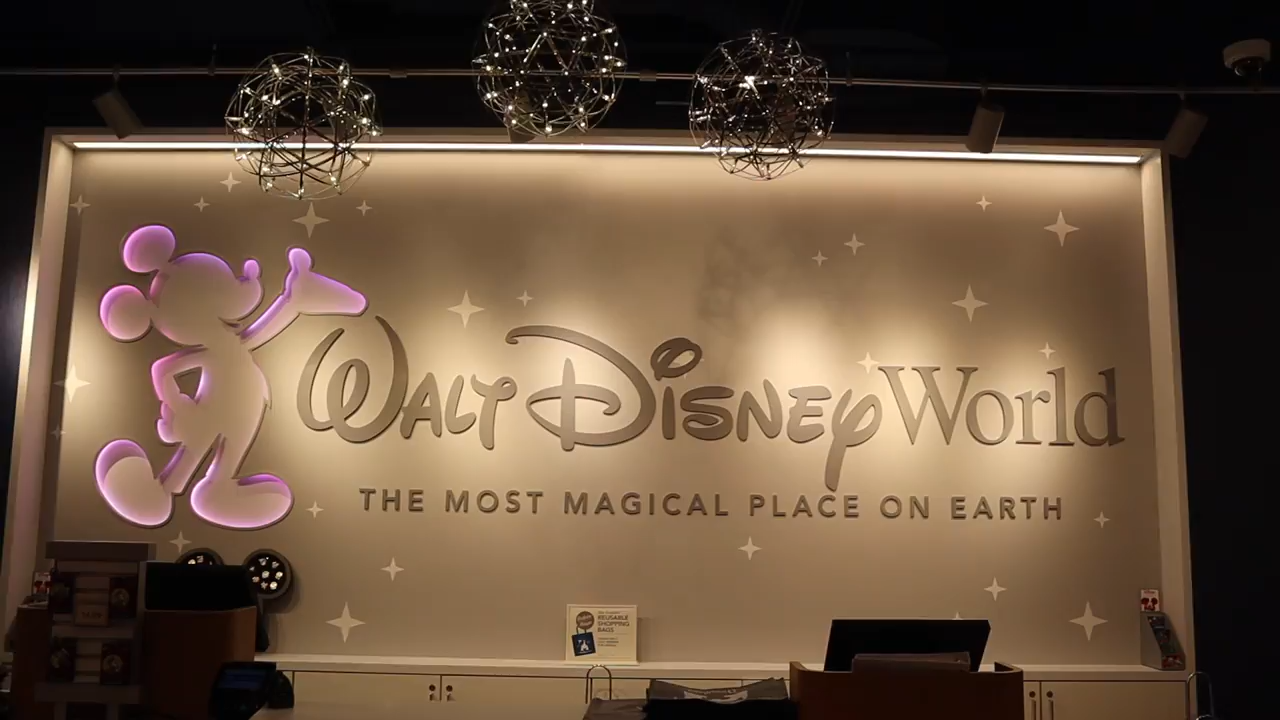 WALT DISNEY World
THE MOST MAGICAL PLACE ON EARTH
REUSABLE
SHOPPING
BAGS